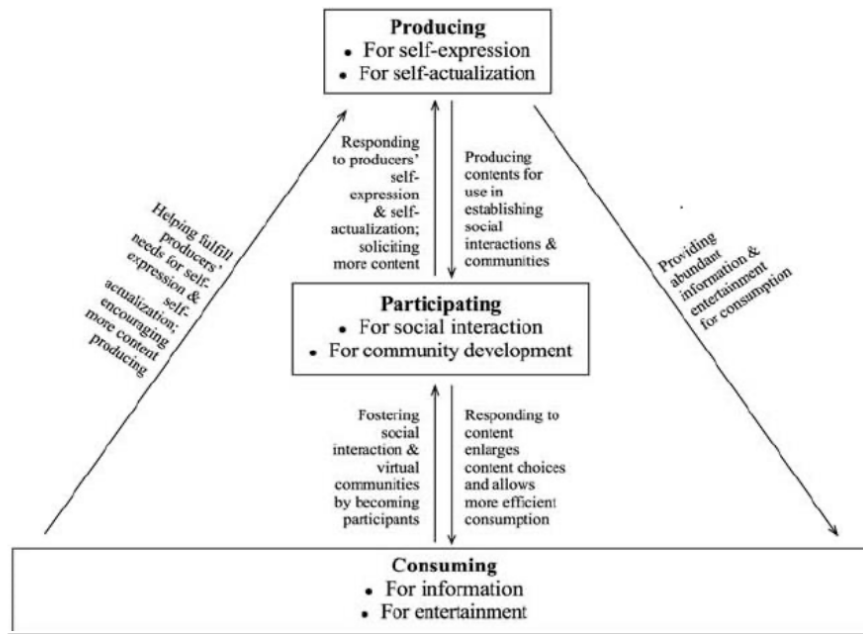 Producing
• For self-expression
• For self-actualization
Helping fulfill
producers'
needs for self-
expression &
self-
actualization;
encouraging
more content
producing
Responding
to producers'
self-
expression
& self-
actualization;
soliciting
more content
Producing
contents for
use in
establishing
social
interactions &
communities
Providing
abundant
information &
entertainment
for consumption
Participating
• For social interaction
• For community development
Fostering
social
interaction &
virtual
communities
by becoming
participants
Responding to
content
enlarges
content choices
and allows
more efficient
consumption
Consuming
• For information
• For entertainment